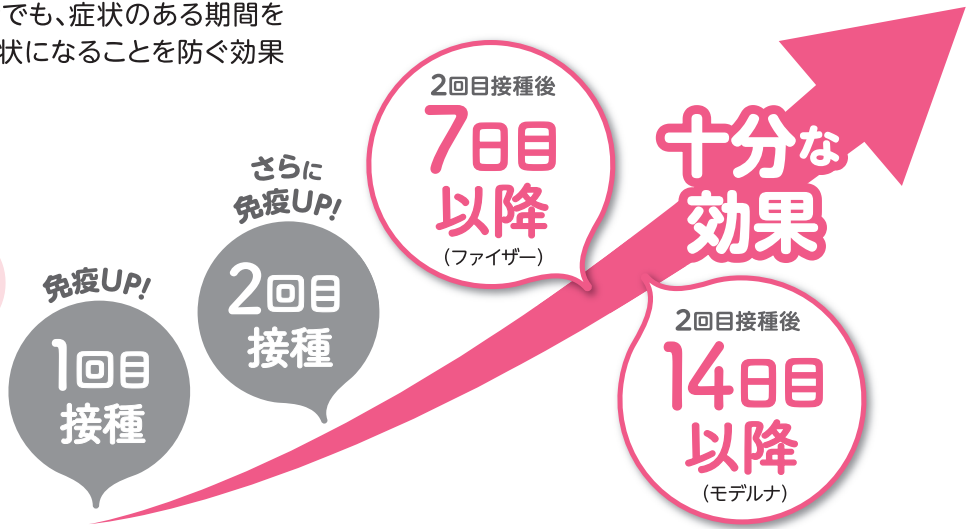 でも、症状のある期間を
状になることを防ぐ効果
免疫UP!
1回目
接種
さらに
免疫UP!
2回目
接種
2回目接種後
7日目
以降
(ファイザー)
十分な
効果
2回目接種後
14日目
以降
(モデルナ)